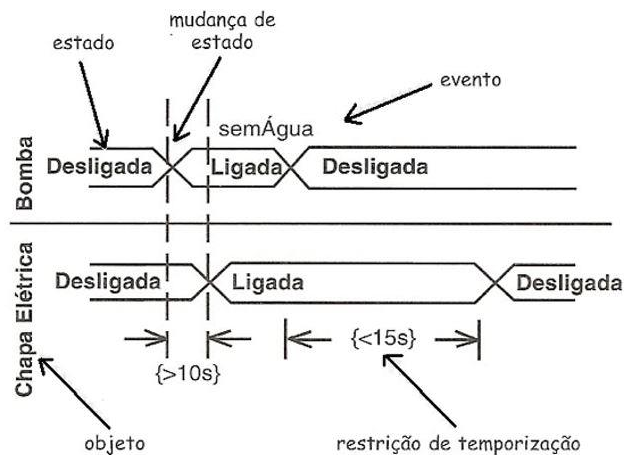 mudança de
estado
estado
evento
semÁgua
Bomba
Desligada
Ligada
Desligada
Chapa Elétrica
Desligada
Ligada
Desligada
{>10s}
{<15s}
objeto
restrição de temporização